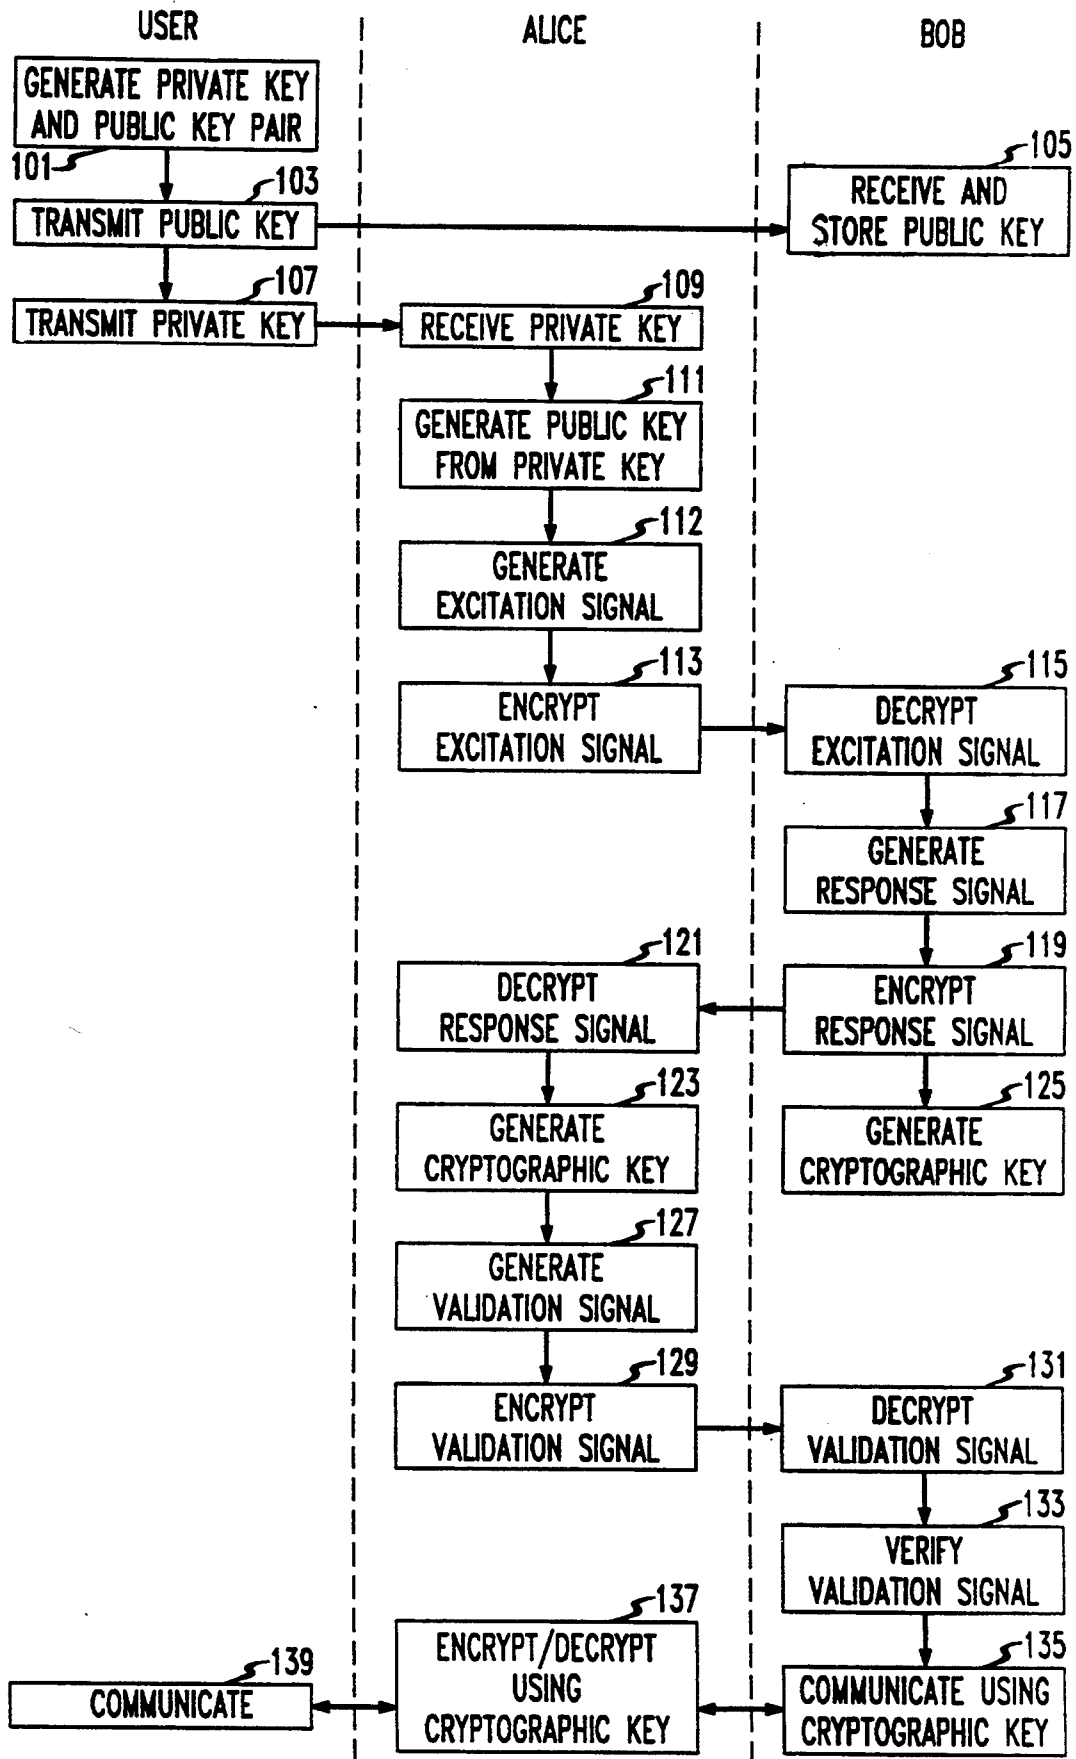 USER
ALICE
BOB
GENERATE PRIVATE KEY
AND PUBLIC KEY PAIR
101
105
RECEIVE AND
STORE PUBLIC KEY
103
TRANSMIT PUBLIC KEY
107
TRANSMIT PRIVATE KEY
109
RECEIVE PRIVATE KEY
111
GENERATE PUBLIC KEY
FROM PRIVATE KEY
112
GENERATE
EXCITATION SIGNAL
113
ENCRYPT
EXCITATION SIGNAL
115
DECRYPT
EXCITATION SIGNAL
117
GENERATE
RESPONSE SIGNAL
119
ENCRYPT
RESPONSE SIGNAL
121
DECRYPT
RESPONSE SIGNAL
123
GENERATE
CRYPTOGRAPHIC KEY
125
GENERATE
CRYPTOGRAPHIC KEY
127
GENERATE
VALIDATION SIGNAL
129
ENCRYPT
VALIDATION SIGNAL
131
DECRYPT
VALIDATION SIGNAL
133
VERIFY
VALIDATION SIGNAL
135
COMMUNICATE USING
CRYPTOGRAPHIC KEY
137
ENCRYPT/DECRYPT
USING
CRYPTOGRAPHIC KEY
139
COMMUNICATE